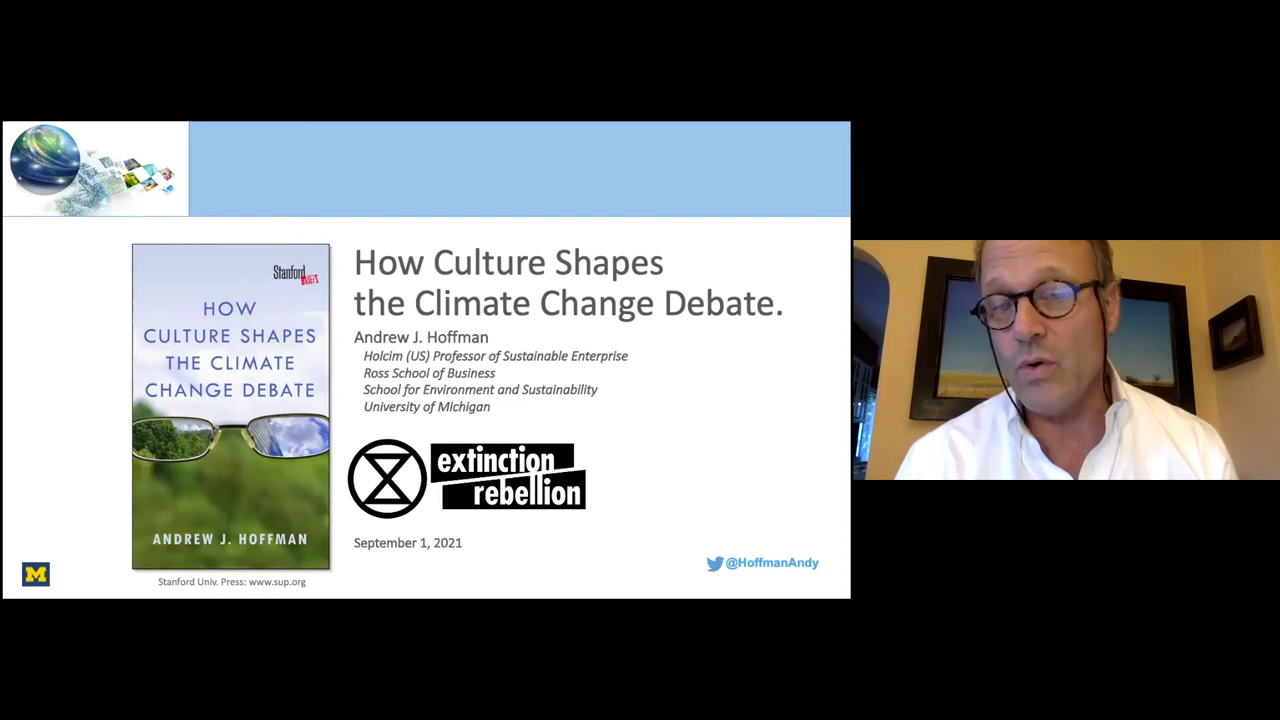 Stanford
BRIEFS
HOW
CULTURE SHAPES
THE CLIMATE
CHANGE DEBATE
ANDREW J. HOFFMAN
Stanford Univ. Press: www.sup.org
How Culture Shapes
the Climate Change Debate.
Andrew J. Hoffman
Holcim (US) Professor of Sustainable Enterprise
Ross School of Business
School for Environment and Sustainability
University of Michigan
extinction
rebellion
September 1, 2021
@HoffmanAndy
M